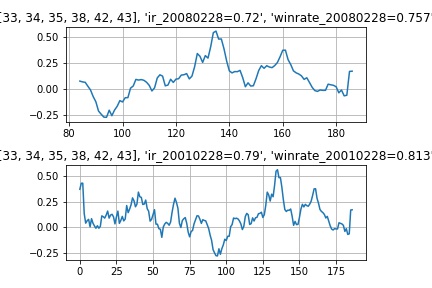 [33, 34, 35, 38, 42, 43], 'ir_20080228=0.72', 'winrate_20080228=0.757'
0.50
0.25
0.00
−0.25
80 100 120 140 160 180
[33, 34, 35, 38, 42, 43], 'ir_20010228=0.79', 'winrate_20010228=0.813'
0.50
0.25
0.00
−0.25
0 25 50 75 100 125 150 175